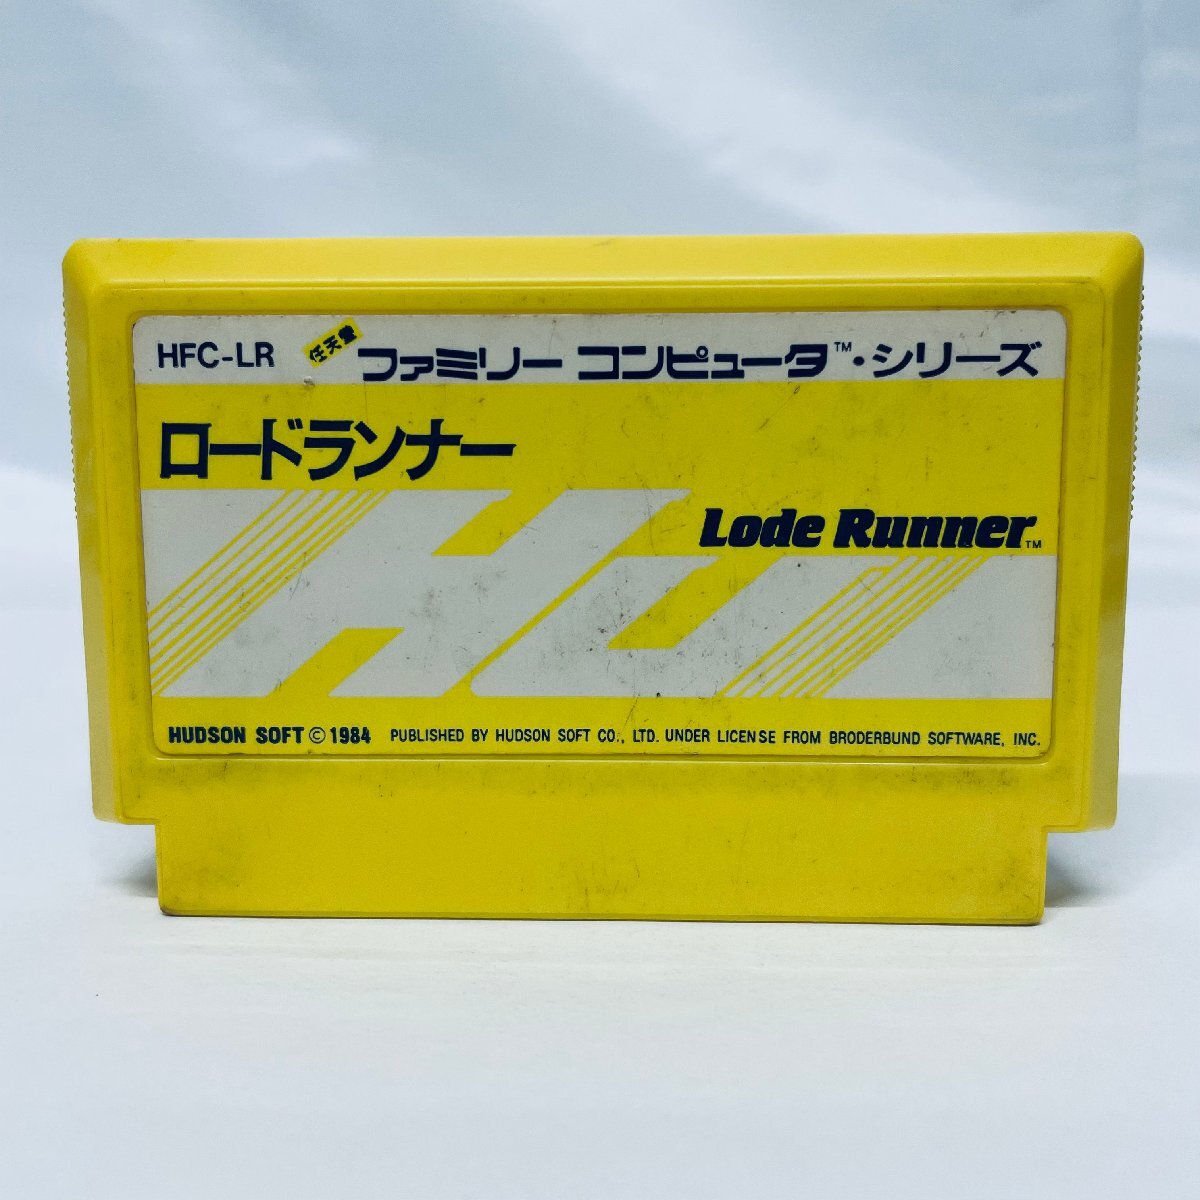 HFC-LR 任天堂 ファミリー コンピュータ™・シリーズ
ロードランナー
Lode Runner™
HUDSON SOFT © 1984 PUBLISHED BY HUDSON SOFT CO., LTD. UNDER LICENSE FROM BRODERBUND SOFTWARE, INC.